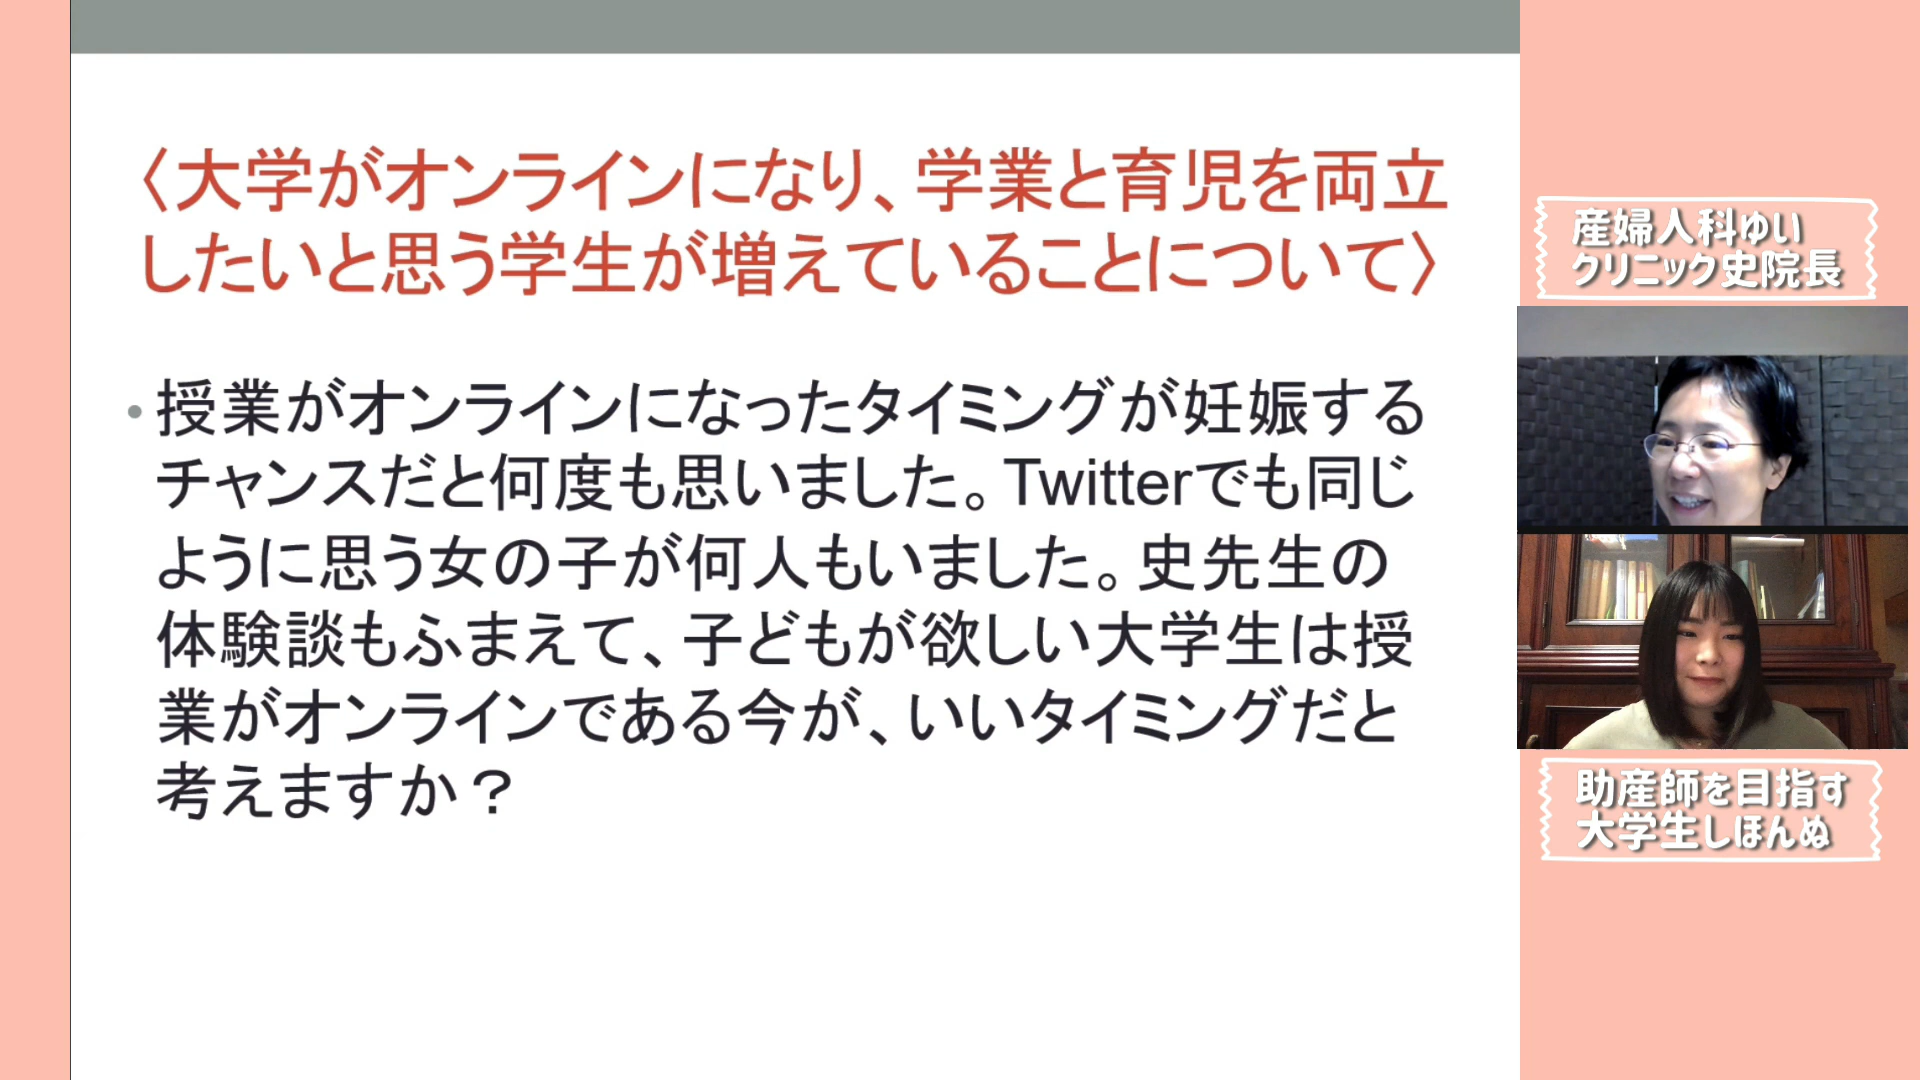 〈大学がオンラインになり、学業と育児を両立
したいと思う学生が増えていることについて〉
• 授業がオンラインになったタイミングが妊娠する
チャンスだと何度も思いました。Twitterでも同じ
ように思う女の子が何人もいました。史先生の
体験談もふまえて、子どもが欲しい大学生は授
業がオンラインである今が、いいタイミングだと
考えますか？
産婦人科ゆい
クリニック史院長
助産師を目指す
大学生しほんぬ